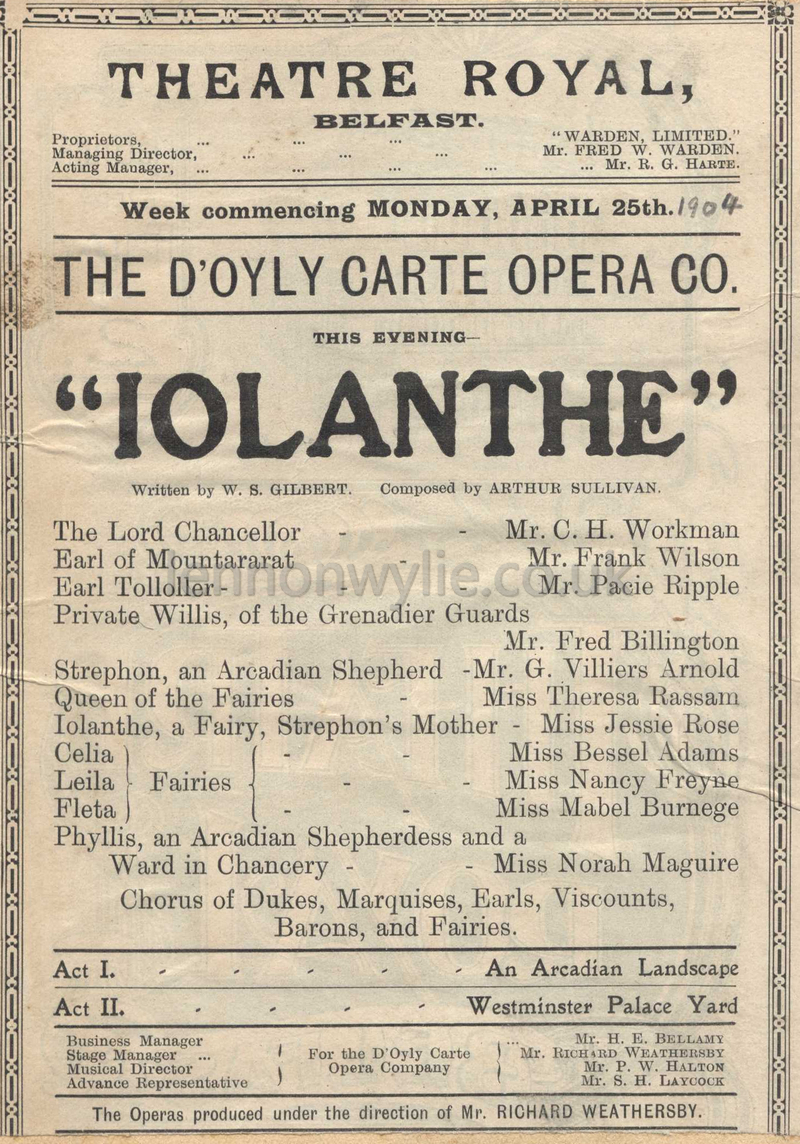 THEATRE ROYAL,
BELFAST.
Proprietors, ... ... ... "WARDEN, LIMITED."
Managing Director, ... ... ... Mr. FRED W. WARDEN.
Acting Manager, ... ... ... ... ... Mr. R. G. HARTE.
Week commencing MONDAY, APRIL 25th. 1904
THE D'OYLY CARTE OPERA CO.
THIS EVENING—
"IOLANTHE"
Written by W. S. GILBERT. Composed by ARTHUR SULLIVAN.
The Lord Chancellor - - Mr. C. H. Workman
Earl of Mountararat - Mr. Frank Wilson
Earl Tolloller - - - Mr. Pacie Ripple
Private Willis, of the Grenadier Guards -
Mr. Fred Billington
Strephon, an Arcadian Shepherd - Mr. G. Villiers Arnold
Queen of the Fairies - Miss Theresa Rassam
Iolanthe, a Fairy, Strephon's Mother - Miss Jessie Rose
Celia - - Miss Bessel Adams
Leila } Fairies { - - Miss Nancy Freyne
Fleta - - Miss Mabel Burnege
Phyllis, an Arcadian Shepherdess and a
Ward in Chancery - - Miss Norah Maguire
Chorus of Dukes, Marquises, Earls, Viscounts,
Barons, and Fairies.
Act I. - - - - - An Arcadian Landscape
Act II. - - - - Westminster Palace Yard
Business Manager ... Mr. H. E. BELLAMY
Stage Manager ... For the D'Oyly Carte Mr. RICHARD WEATHERSBY
Musical Director Opera Company Mr. P. W. HALTON
Advance Representative Mr. S. H. LAYCOCK
The Operas produced under the direction of Mr. RICHARD WEATHERSBY.